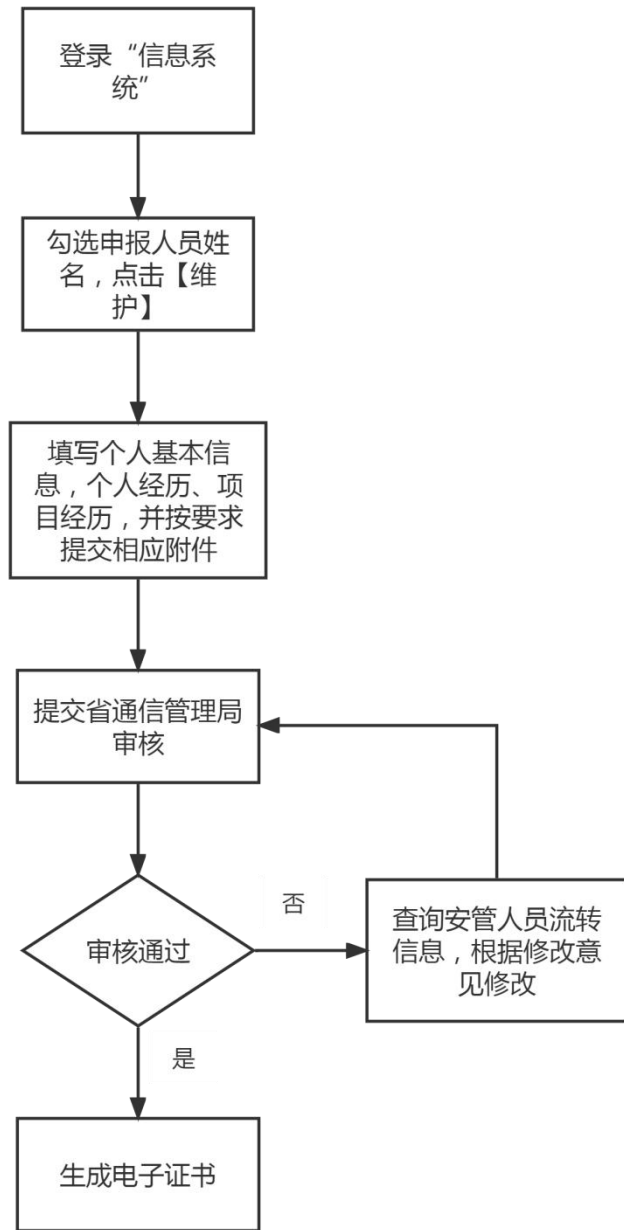 登录“信息系
统”
勾选申报人员姓
名，点击【维
护】
填写个人基本信
息，个人经历、项
目经历，并按要求
提交相应附件
提交省通信管理局
审核
审核通过
否
查询安管人员流转
信息，根据修改意
见修改
是
生成电子证书